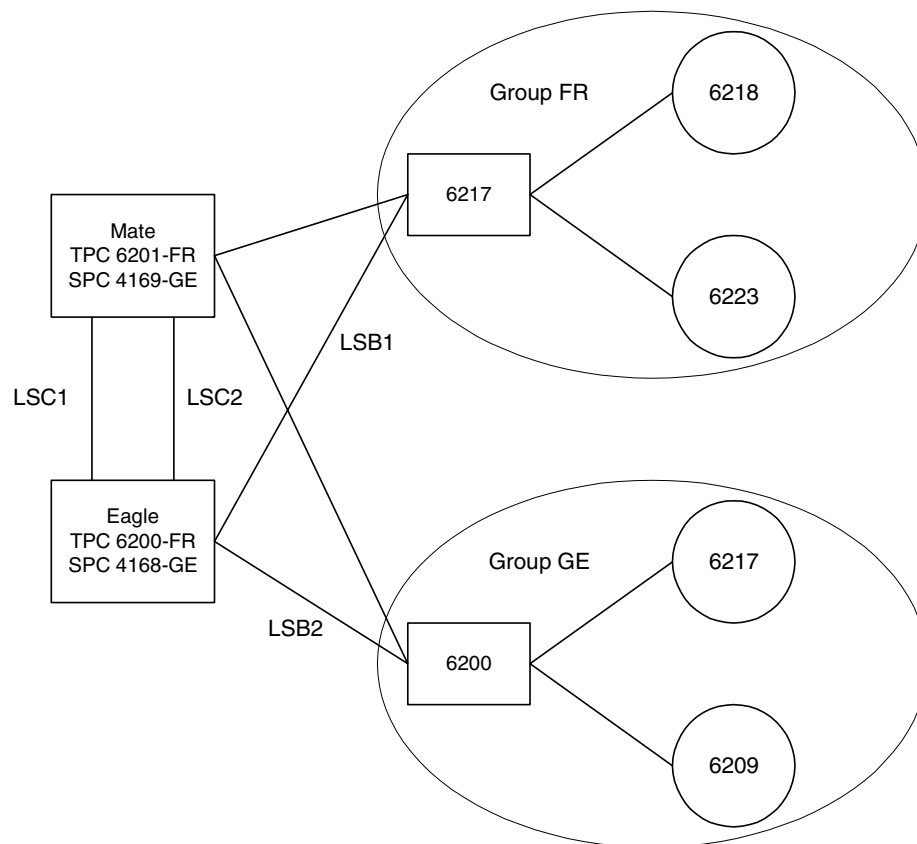 Group FR
6218
6217
6223
Mate
TPC 6201-FR
SPC 4169-GE
LSB1
LSC1
LSC2
Eagle
TPC 6200-FR
SPC 4168-GE
LSB2
Group GE
6217
6200
6209